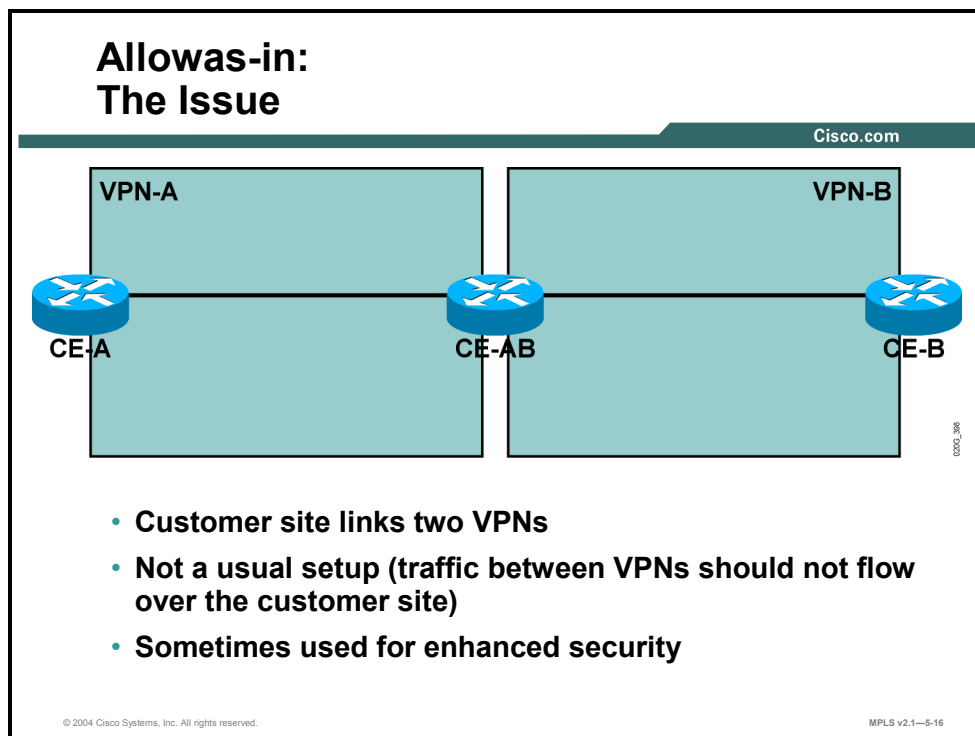 Allowas-in:
The Issue
Cisco.com
VPN-A
VPN-B
CE-A
CE-AB
CE-B
020G_398
• Customer site links two VPNs
• Not a usual setup (traffic between VPNs should not flow
over the customer site)
• Sometimes used for enhanced security
© 2004 Cisco Systems, Inc. All rights reserved.
MPLS v2.1—5-16